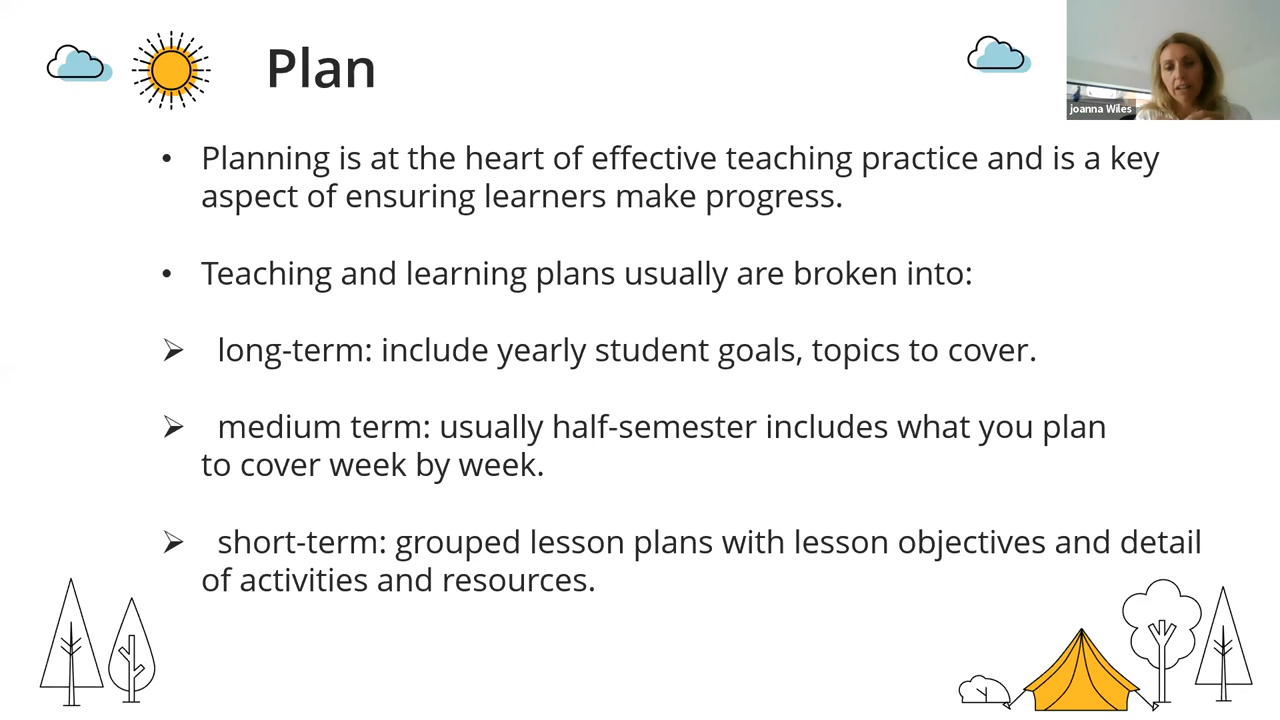 Plan
joanna Wiles
• Planning is at the heart of effective teaching practice and is a key
aspect of ensuring learners make progress.
• Teaching and learning plans usually are broken into:
➢ long-term: include yearly student goals, topics to cover.
➢ medium term: usually half-semester includes what you plan
to cover week by week.
➢ short-term: grouped lesson plans with lesson objectives and detail
of activities and resources.